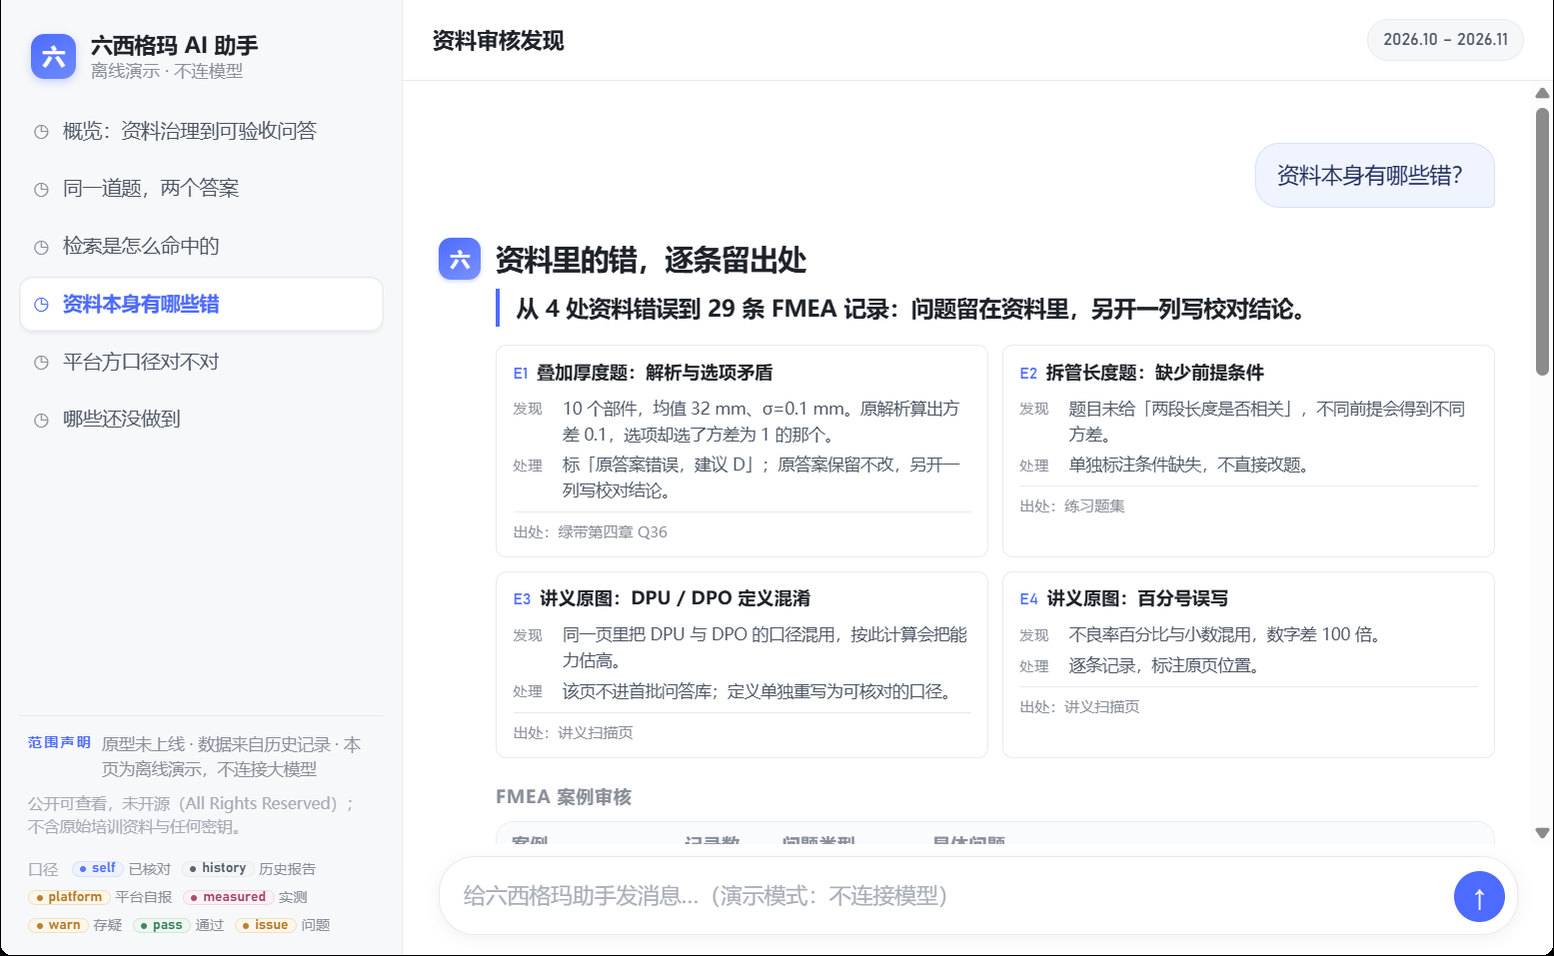 六
六西格玛 AI 助手
离线演示 · 不连模型
概览：资料治理到可验收问答
同一道题，两个答案
检索是怎么命中的
资料本身有哪些错
平台方口径对不对
哪些还没做到
范围声明 原型未上线 · 数据来自历史记录 · 本
页为离线演示，不连接大模型
公开可查看，未开源（All Rights Reserved）；
不含原始培训资料与任何密钥。
口径 self 已核对 history 历史报告
platform 平台自报 measured 实测
warn 存疑 pass 通过 issue 问题
资料审核发现
2026.10 – 2026.11
资料本身有哪些错？
六
资料里的错，逐条留出处
从 4 处资料错误到 29 条 FMEA 记录：问题留在资料里，另开一列写校对结论。
E1 叠加厚度题：解析与选项矛盾
发现 10 个部件，均值 32 mm、σ=0.1 mm。原解析算出方
差 0.1，选项却选了方差为 1 的那个。
处理 标「原答案错误，建议 D」；原答案保留不改，另开一
列写校对结论。
出处：绿带第四章 Q36
E2 拆管长度题：缺少前提条件
发现 题目未给「两段长度是否相关」，不同前提会得到不同
方差。
处理 单独标注条件缺失，不直接改题。
出处：练习题集
E3 讲义原图：DPU / DPO 定义混淆
发现 同一页里把 DPU 与 DPO 的口径混用，按此计算会把能
力估高。
处理 该页不进首批问答库；定义单独重写为可核对的口径。
出处：讲义扫描页
E4 讲义原图：百分号误写
发现 不良率百分比与小数混用，数字差 100 倍。
处理 逐条记录，标注原页位置。
出处：讲义扫描页
FMEA 案例审核
案例 记录数 问题类型 具体问题
给六西格玛助手发消息…（演示模式：不连接模型）
↑